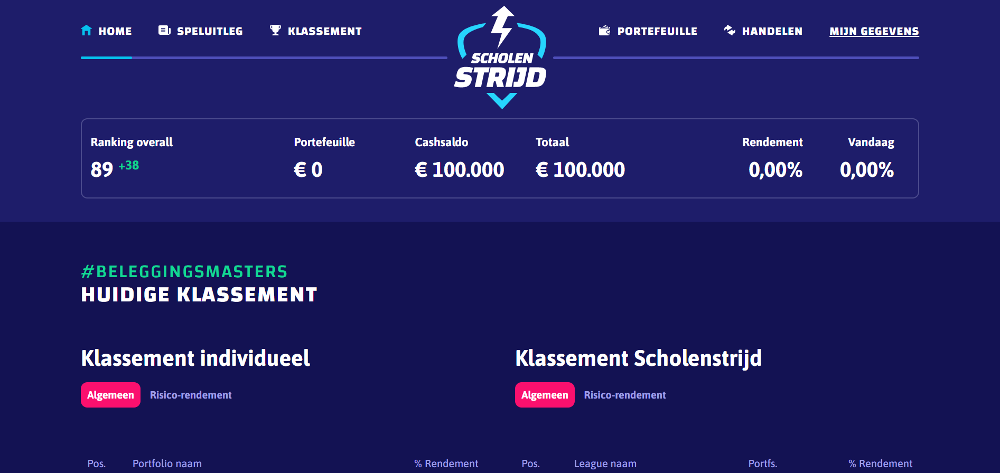 HOME SPELUITLEG KLASSEMENT
SCHOLEN
STRIJD
PORTEFEUILLE HANDELEN MIJN GEGEVENS
Ranking overall Portefeuille Cashsaldo Totaal Rendement Vandaag
89 +38 € 0 € 100.000 € 100.000 0,00% 0,00%
#BELEGGINGSMASTERS
HUIDIGE KLASSEMENT
Klassement individueel
Algemeen Risico-rendement
Pos. Portfolio naam % Rendement
Klassement Scholenstrijd
Algemeen Risico-rendement
Pos. League naam Portfs. % Rendement